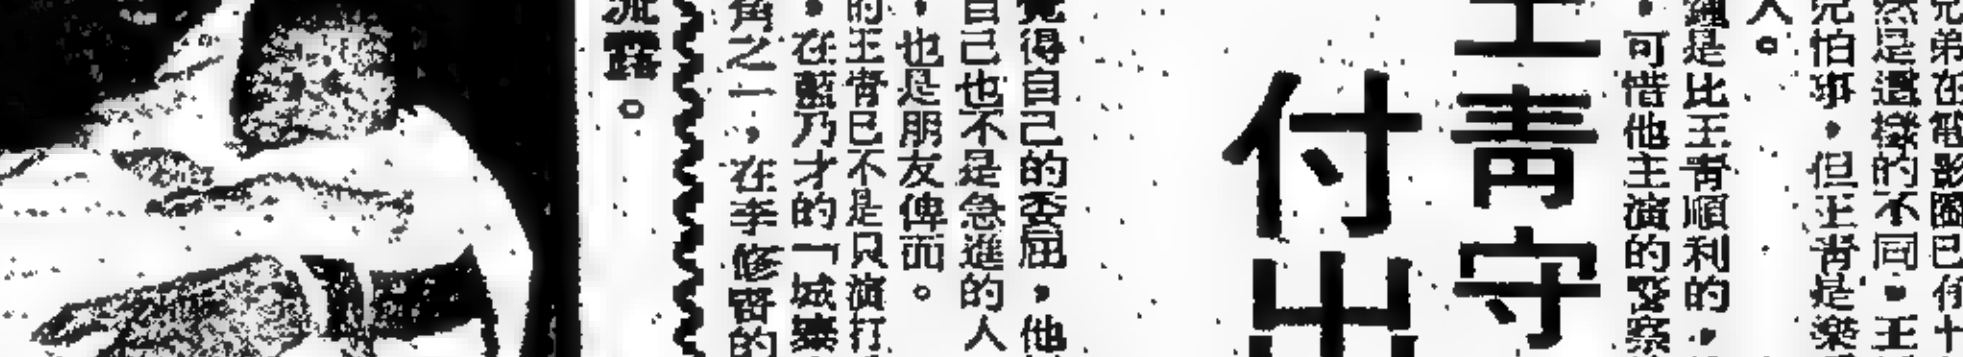 兄弟在電影圈已有十
然是這樣的不同，王
兄怕事，但王青是樂
人。
鐘是比王青順利的，
，可惜他主演的警察
王青守
付出
覺得自己的委屈，他
自己也不是急進的人
，也是朋友俾面。
的王青已不是只演打
，在藍乃才的「城寨
角之一，在李修賢的
流露。